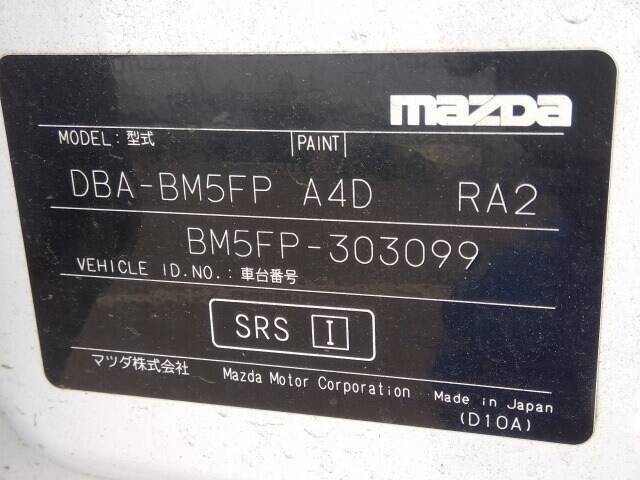 mazda
MODEL: 型式 |PAINT|
DBA-BM5FP A4D RA2
BM5FP-303099
VEHICLE ID.NO.: 車台番号
SRS I
マツダ株式会社 Mazda Motor Corporation Made in Japan
(D10A)